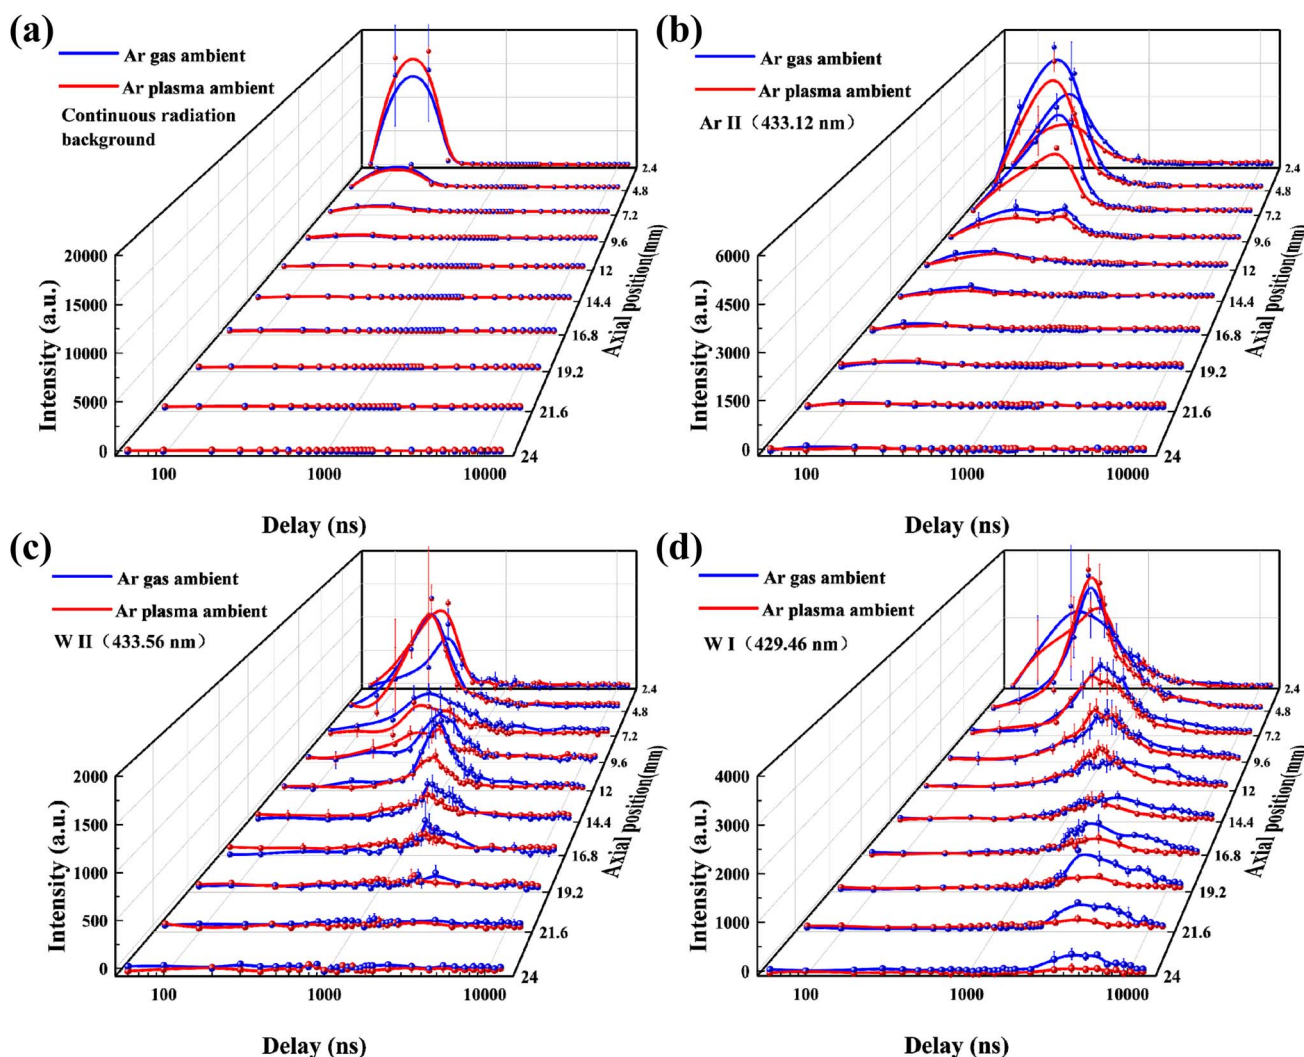 (a)
Ar gas ambient
Ar plasma ambient
Continuous radiation
background
20000
15000
10000
5000
0
Intensity (a.u.)
100
1000
10000
Delay (ns)
2.4
4.8
7.2
9.6
12
14.4
16.8
19.2
21.6
24
Axial position(mm)
(b)
Ar gas ambient
Ar plasma ambient
Ar II（433.12 nm）
6000
4500
3000
1500
0
Intensity (a.u.)
100
1000
10000
Delay (ns)
2.4
4.8
7.2
9.6
12
14.4
16.8
19.2
21.6
24
Axial position(mm)
(c)
Ar gas ambient
Ar plasma ambient
W II（433.56 nm）
2000
1500
1000
500
0
Intensity (a.u.)
100
1000
10000
Delay (ns)
2.4
4.8
7.2
9.6
12
14.4
16.8
19.2
21.6
24
Axial position(mm)
(d)
Ar gas ambient
Ar plasma ambient
W I（429.46 nm）
4000
3000
2000
1000
0
Intensity (a.u.)
100
1000
10000
Delay (ns)
2.4
4.8
7.2
9.6
12
14.4
16.8
19.2
21.6
24
Axial position(mm)